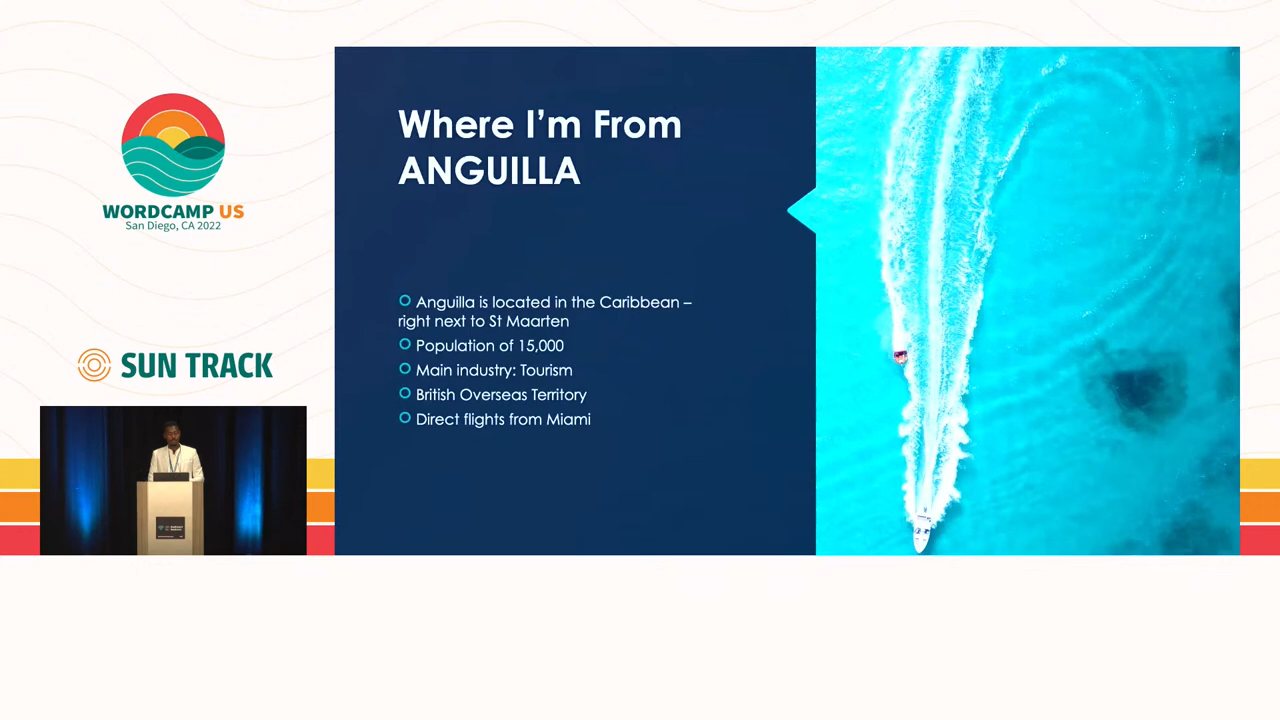 WORDCAMP US
San Diego, CA 2022
SUN TRACK
Where I'm From
ANGUILLA
Anguilla is located in the Caribbean –
right next to St Maarten
Population of 15,000
Main industry: Tourism
British Overseas Territory
Direct flights from Miami